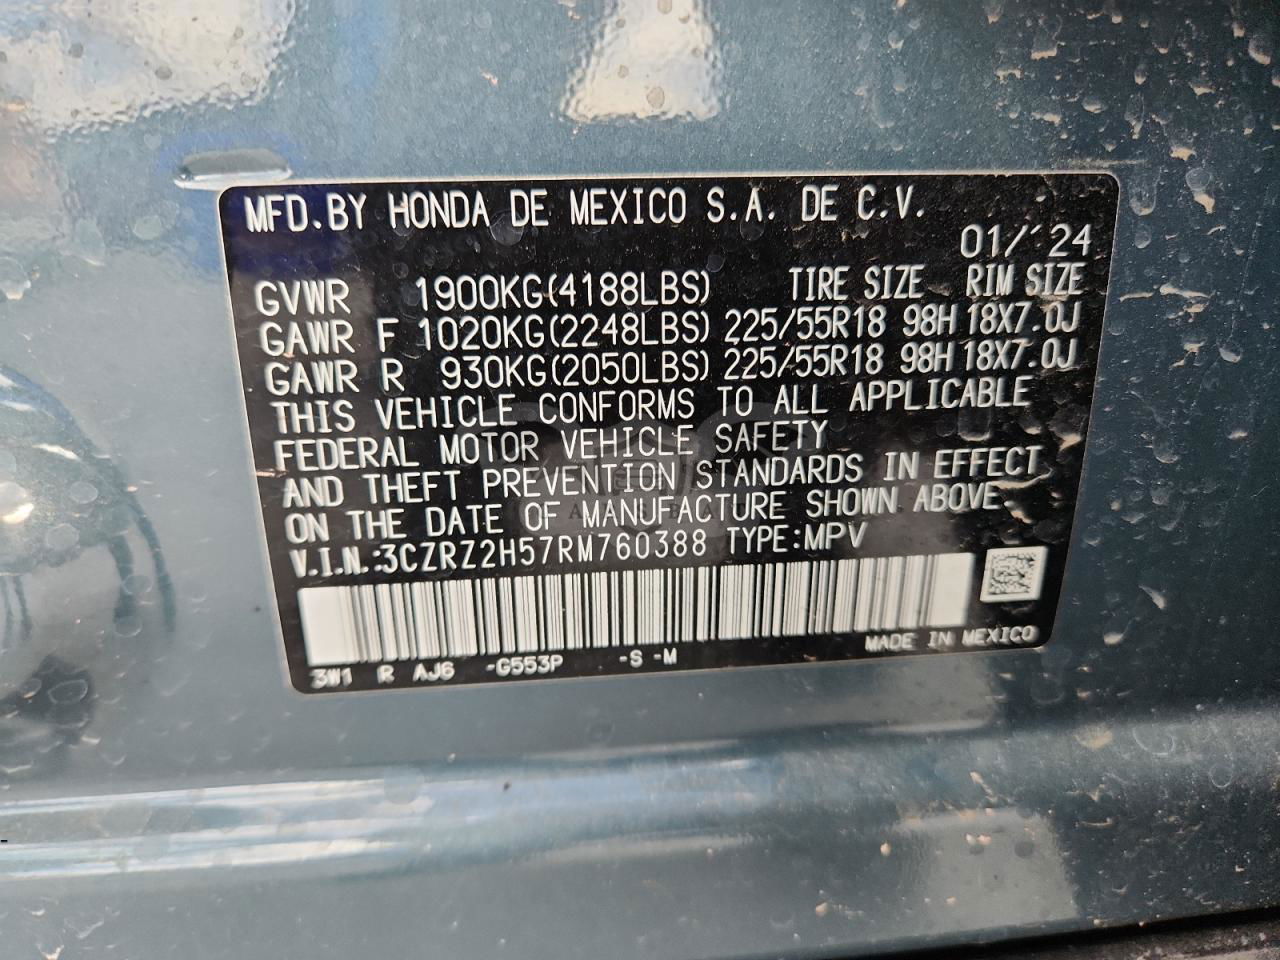 MFD.BY HONDA DE MEXICO S.A. DE C.V.
01/'24
GVWR 1900KG(4188LBS) TIRE SIZE RIM SIZE
GAWR F 1020KG(2248LBS) 225/55R18 98H 18X7.0J
GAWR R 930KG(2050LBS) 225/55R18 98H 18X7.0J
THIS VEHICLE CONFORMS TO ALL APPLICABLE
FEDERAL MOTOR VEHICLE SAFETY
AND THEFT PREVENTION STANDARDS IN EFFECT
ON THE DATE OF MANUFACTURE SHOWN ABOVE.
V.I.N.:3CZRZ2H57RM760388 TYPE:MPV
MADE IN MEXICO
3W1 R AJ6 -G553P -S -M